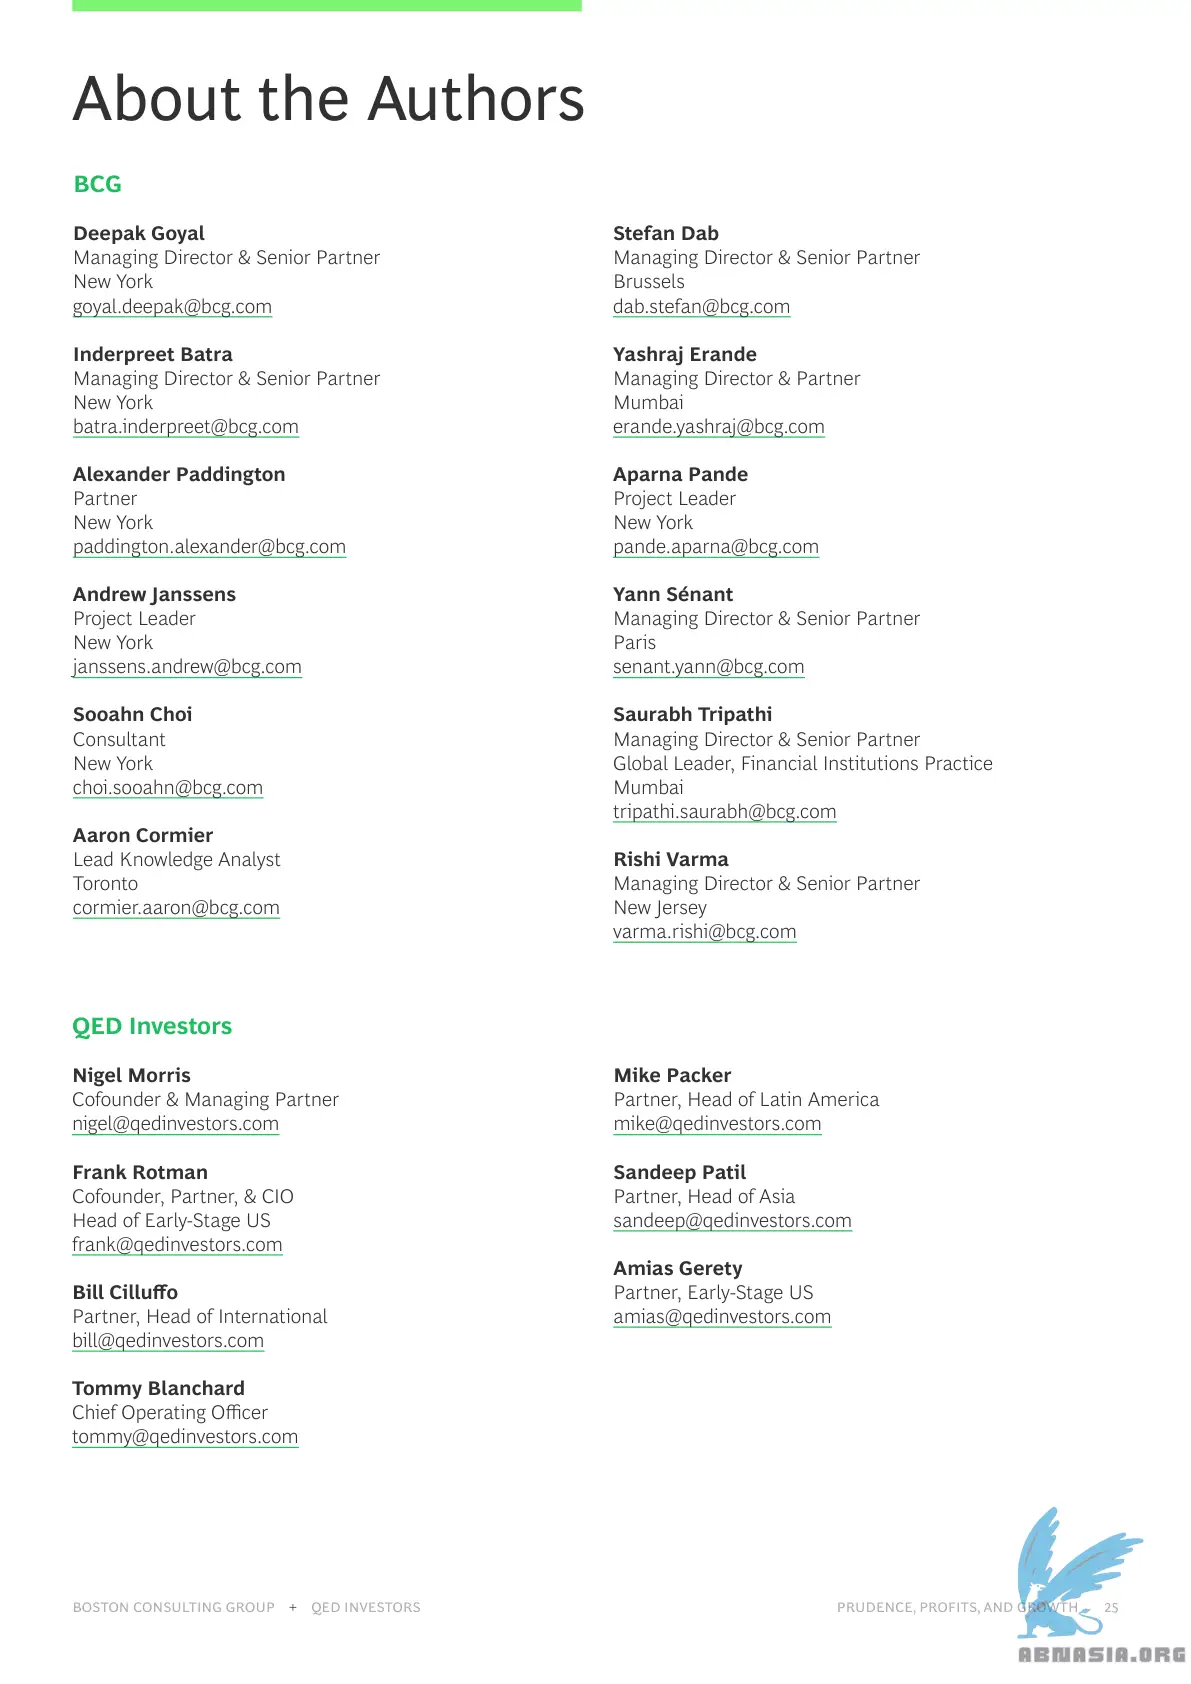 About the Authors
BCG
Deepak Goyal
Managing Director & Senior Partner
New York
goyal.deepak@bcg.com
Inderpreet Batra
Managing Director & Senior Partner
New York
batra.inderpreet@bcg.com
Alexander Paddington
Partner
New York
paddington.alexander@bcg.com
Andrew Janssens
Project Leader
New York
janssens.andrew@bcg.com
Sooahn Choi
Consultant
New York
choi.sooahn@bcg.com
Aaron Cormier
Lead Knowledge Analyst
Toronto
cormier.aaron@bcg.com
Stefan Dab
Managing Director & Senior Partner
Brussels
dab.stefan@bcg.com
Yashraj Erande
Managing Director & Partner
Mumbai
erande.yashraj@bcg.com
Aparna Pande
Project Leader
New York
pande.aparna@bcg.com
Yann Sénant
Managing Director & Senior Partner
Paris
senant.yann@bcg.com
Saurabh Tripathi
Managing Director & Senior Partner
Global Leader, Financial Institutions Practice
Mumbai
tripathi.saurabh@bcg.com
Rishi Varma
Managing Director & Senior Partner
New Jersey
varma.rishi@bcg.com
QED Investors
Nigel Morris
Cofounder & Managing Partner
nigel@qedinvestors.com
Frank Rotman
Cofounder, Partner, & CIO
Head of Early-Stage US
frank@qedinvestors.com
Bill Cilluffo
Partner, Head of International
bill@qedinvestors.com
Tommy Blanchard
Chief Operating Officer
tommy@qedinvestors.com
Mike Packer
Partner, Head of Latin America
mike@qedinvestors.com
Sandeep Patil
Partner, Head of Asia
sandeep@qedinvestors.com
Amias Gerety
Partner, Early-Stage US
amias@qedinvestors.com
BOSTON CONSULTING GROUP + QED INVESTORS
PRUDENCE, PROFITS, AND GROWTH 25
ABNASIA.ORG